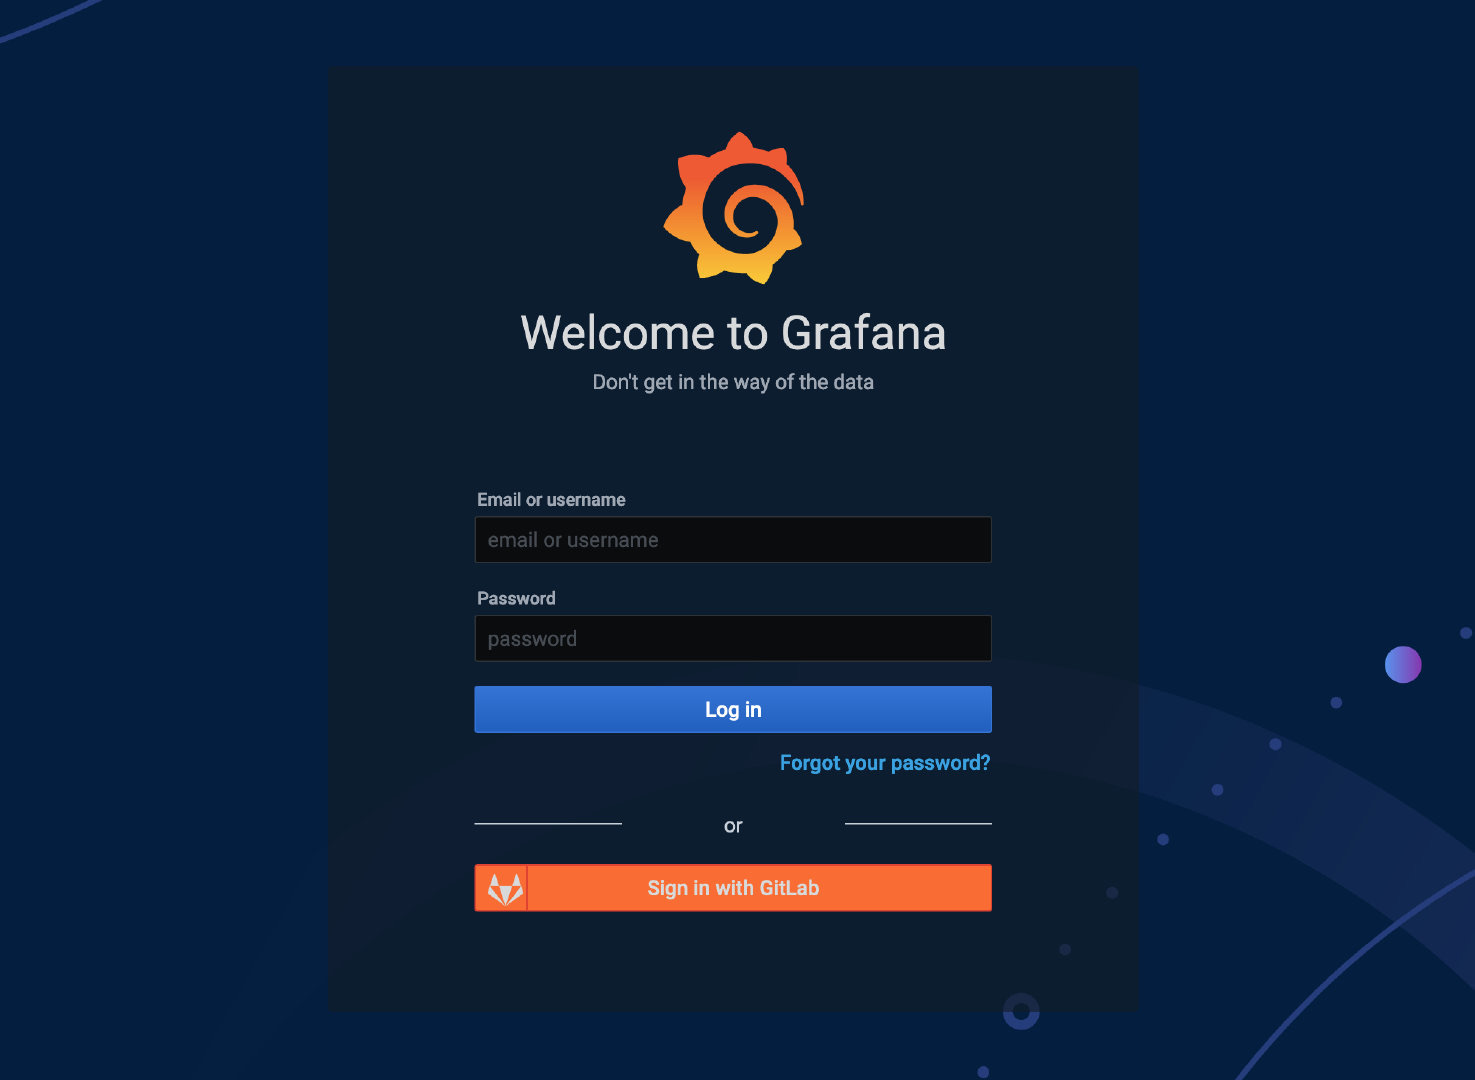 Welcome to Grafana
Don't get in the way of the data
Email or username
email or username
Password
password
Log in
Forgot your password?
or
Sign in with GitLab